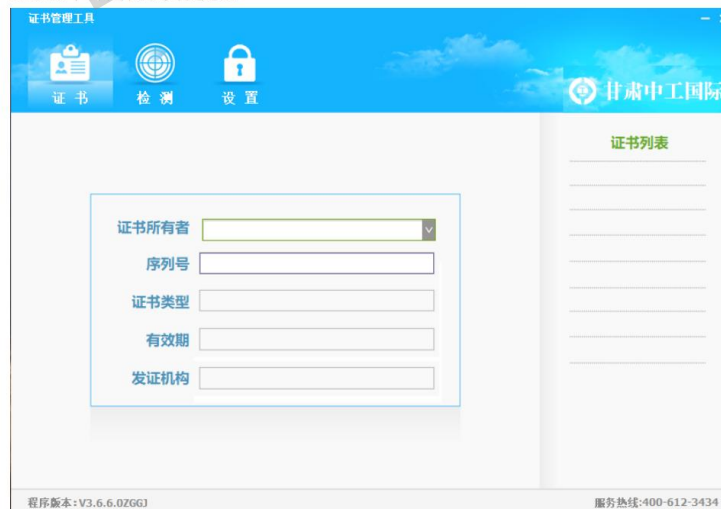 证书管理工具
证书 检测 设置
甘肃中工国际
证书列表
证书所有者
序列号
证书类型
有效期
发证机构
程序版本:V3.6.6.0ZGGJ 服务热线:400-612-3434